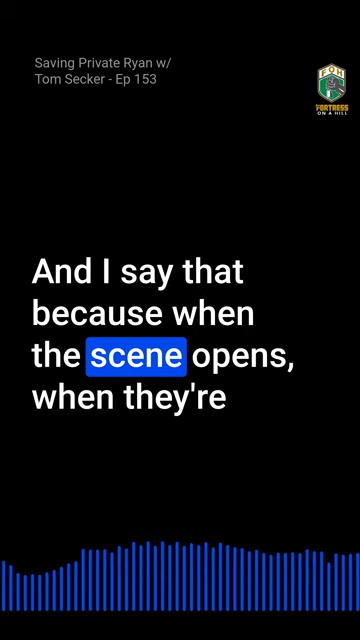 Saving Private Ryan w/
Tom Secker - Ep 153
FOH
FORTRESS
ON A HILL
And I say that
because when
the scene opens,
when they're